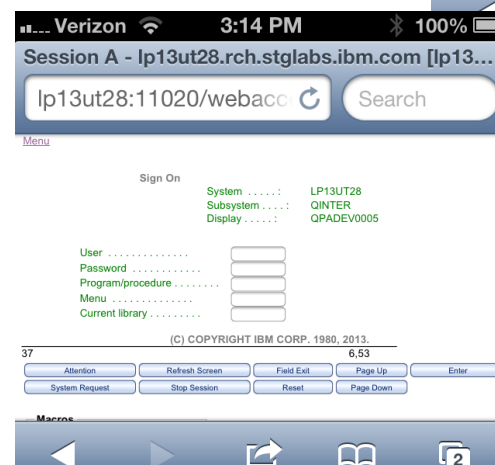 Verizon 3:14 PM 100%
Session A - lp13ut28.rch.stglabs.ibm.com [lp13...
lp13ut28:11020/webacc Search
Menu
Sign On
System . . . . . : LP13UT28
Subsystem . . . . : QINTER
Display . . . . . : QPADEV0005
User . . . . . . . . . . . . . .
Password . . . . . . . . . . . .
Program/procedure . . . . . . . .
Menu . . . . . . . . . . . . . .
Current library . . . . . . . . .
(C) COPYRIGHT IBM CORP. 1980, 2013.
37 6,53
Attention Refresh Screen Field Exit Page Up Enter
System Request Stop Session Reset Page Down
Macros
2